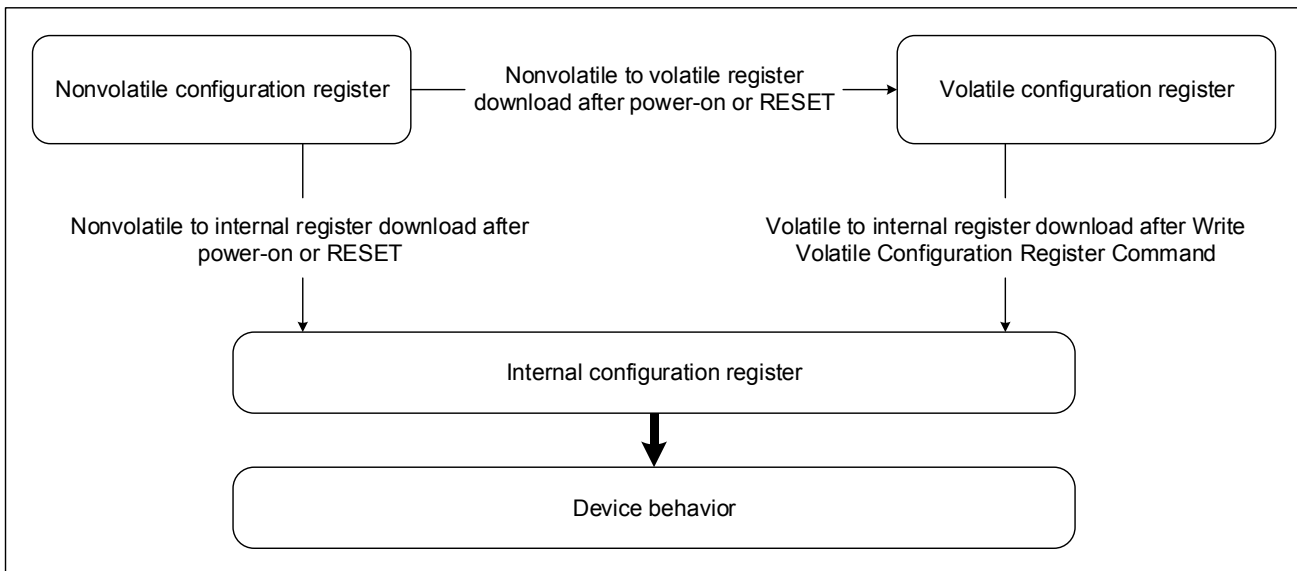 Nonvolatile configuration register
Nonvolatile to volatile register
download after power-on or RESET
Volatile configuration register
Nonvolatile to internal register download after
power-on or RESET
Volatile to internal register download after Write
Volatile Configuration Register Command
Internal configuration register
Device behavior